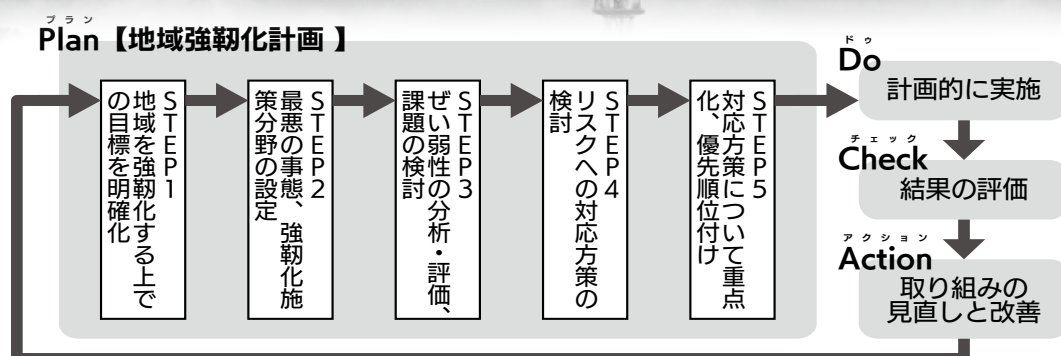 プラン
Plan【地域強靱化計画 】
STEP1
地域を強靱化する上で
の目標を明確化
STEP2
最悪の事態、強靱化施
策分野の設定
STEP3
ぜい弱性の分析・評価、
課題の検討
STEP4
リスクへの対応方策の
検討
STEP5
対応方策について重点
化、優先順位付け
ドゥ
Do
計画的に実施
チェック
Check
結果の評価
アクション
Action
取り組みの
見直しと改善